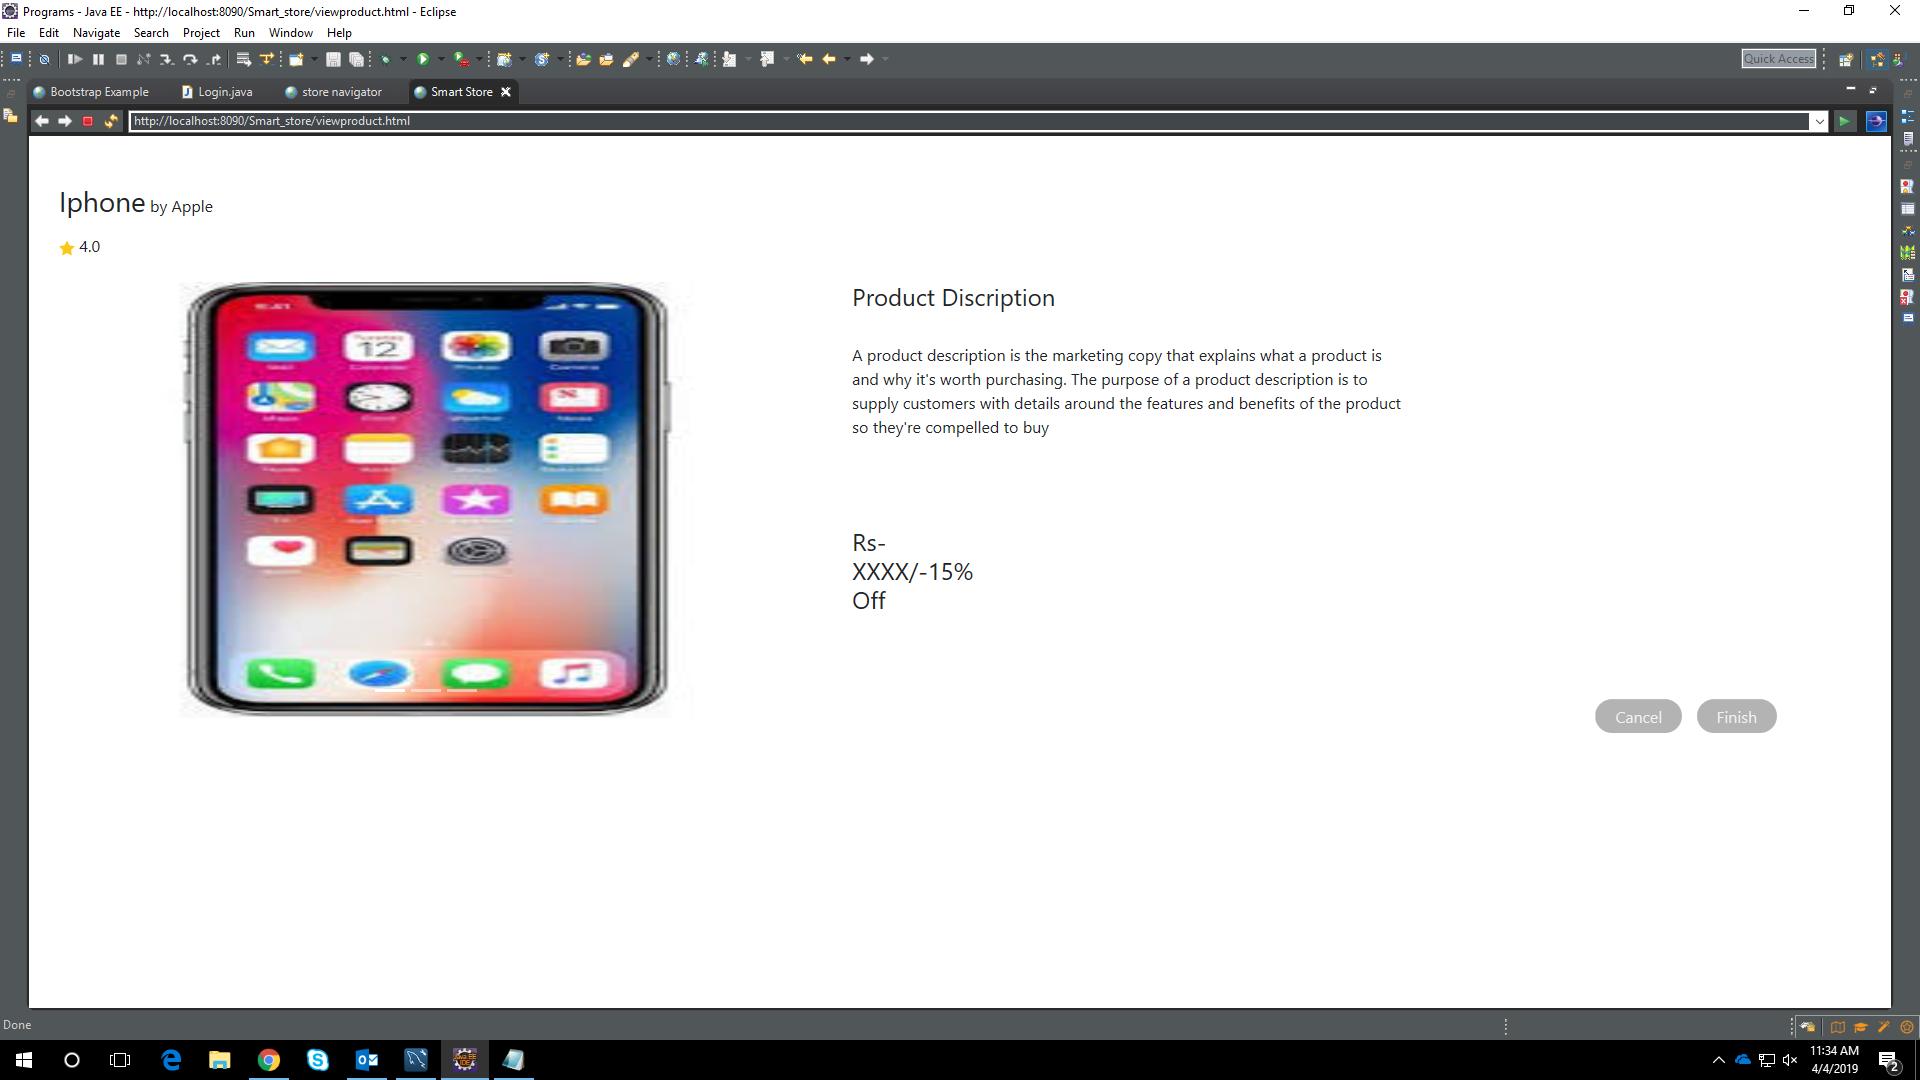 Programs - Java EE - http://localhost:8090/Smart_store/viewproduct.html - Eclipse
File Edit Navigate Search Project Run Window Help
Quick Access
Bootstrap Example Login.java store navigator Smart Store
http://localhost:8090/Smart_store/viewproduct.html
Iphone by Apple
4.0
12
Product Discription
A product description is the marketing copy that explains what a product is
and why it's worth purchasing. The purpose of a product description is to
supply customers with details around the features and benefits of the product
so they're compelled to buy
Rs-
XXXX/-15%
Off
Cancel Finish
Done
11:34 AM
4/4/2019
2